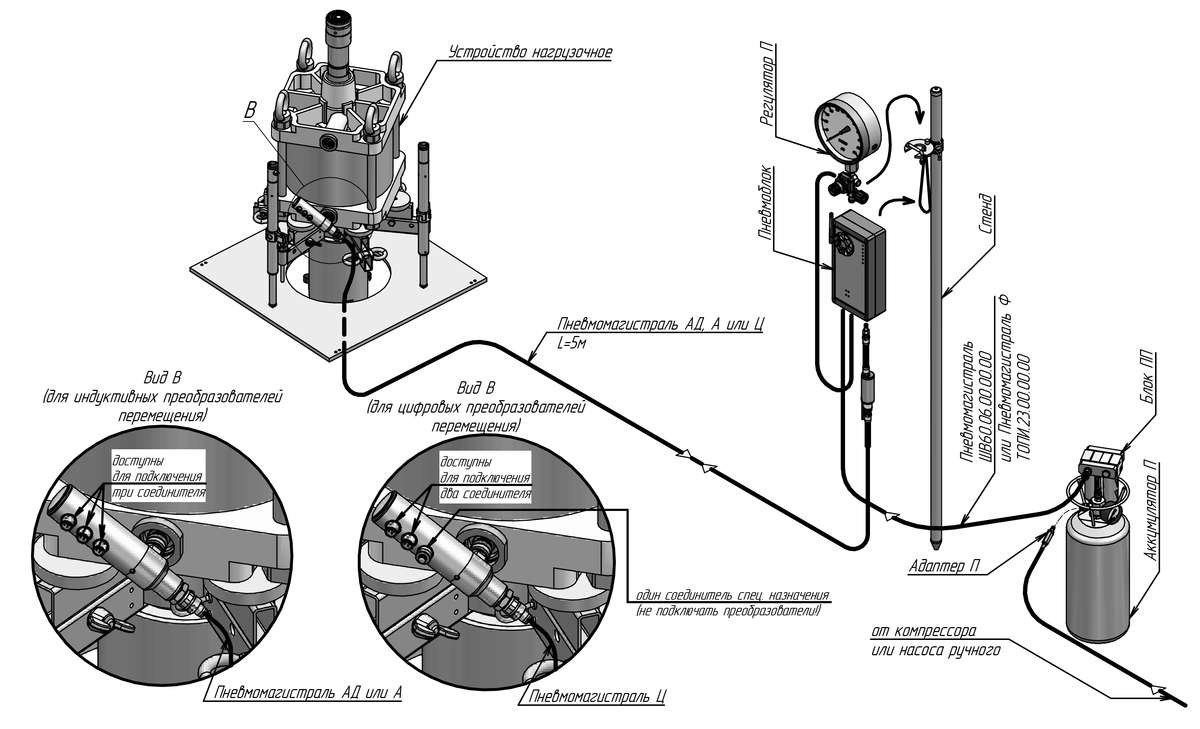 Устройство нагрузочное
В
Регулятор П
Пневмоблок
Стенд
Пневмомагистраль АД, А или Ц
L=5м
Пневмомагистраль
ШВ60.06.00.00.00
или Пневмомагистраль Ф
ТОПИ.23.00.00.00
Блок ПП
Аккумулятор П
Адаптер П
от компрессора
или насоса ручного
Вид В
(для индуктивных преобразователей
перемещения)
доступны
для подключения
три соединителя
Пневмомагистраль АД или А
Вид В
(для цифровых преобразователей
перемещения)
доступны
для подключения
два соединителя
один соединитель спец. назначения
(не подключать преобразователи!)
Пневмомагистраль Ц